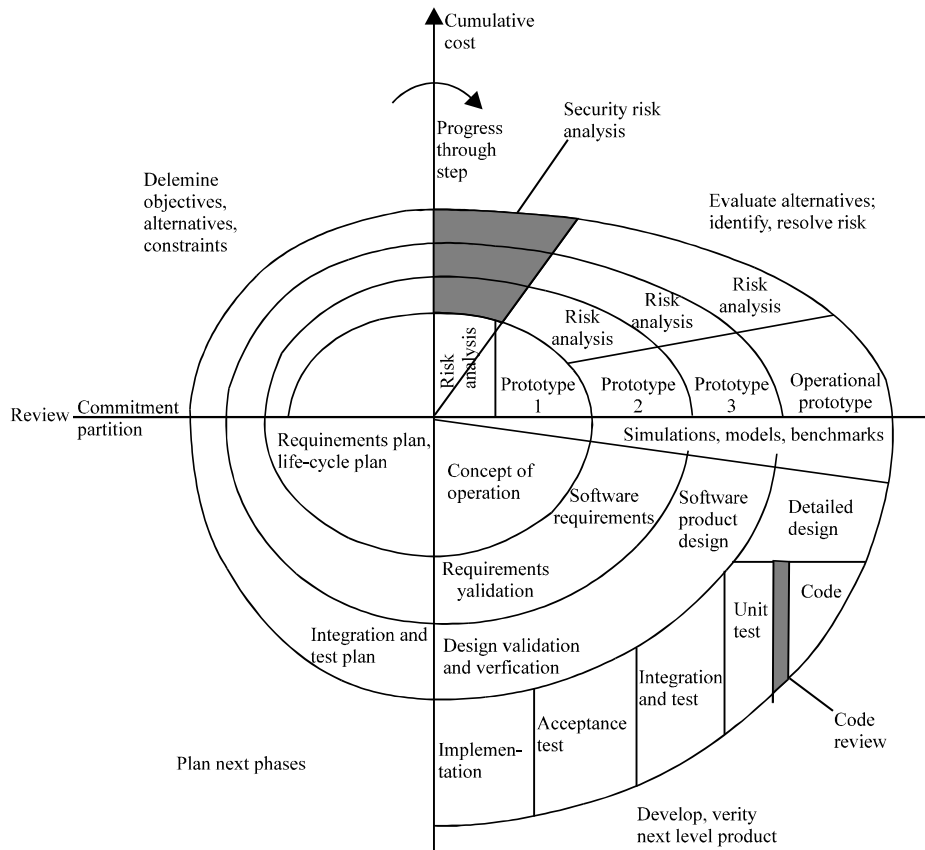 Cumulative
cost
Progress
through
step
Security risk
analysis
Delemine
objectives,
alternatives,
constraints
Evaluate alternatives;
identify, resolve risk
Risk
analysis
Risk
analysis
Risk
analysis
Risk
analysis
Prototype
1
Prototype
2
Prototype
3
Operational
prototype
Review
Commitment
partition
Simulations, models, benchmarks
Requinements plan,
life-cycle plan
Concept of
operation
Software
requirements
Software
product
design
Detailed
design
Requirements
yalidation
Unit
test
Code
Integration and
test plan
Design validation
and verfication
Integration
and test
Acceptance
test
Implemen-
tation
Code
review
Plan next phases
Develop, verity
next level product